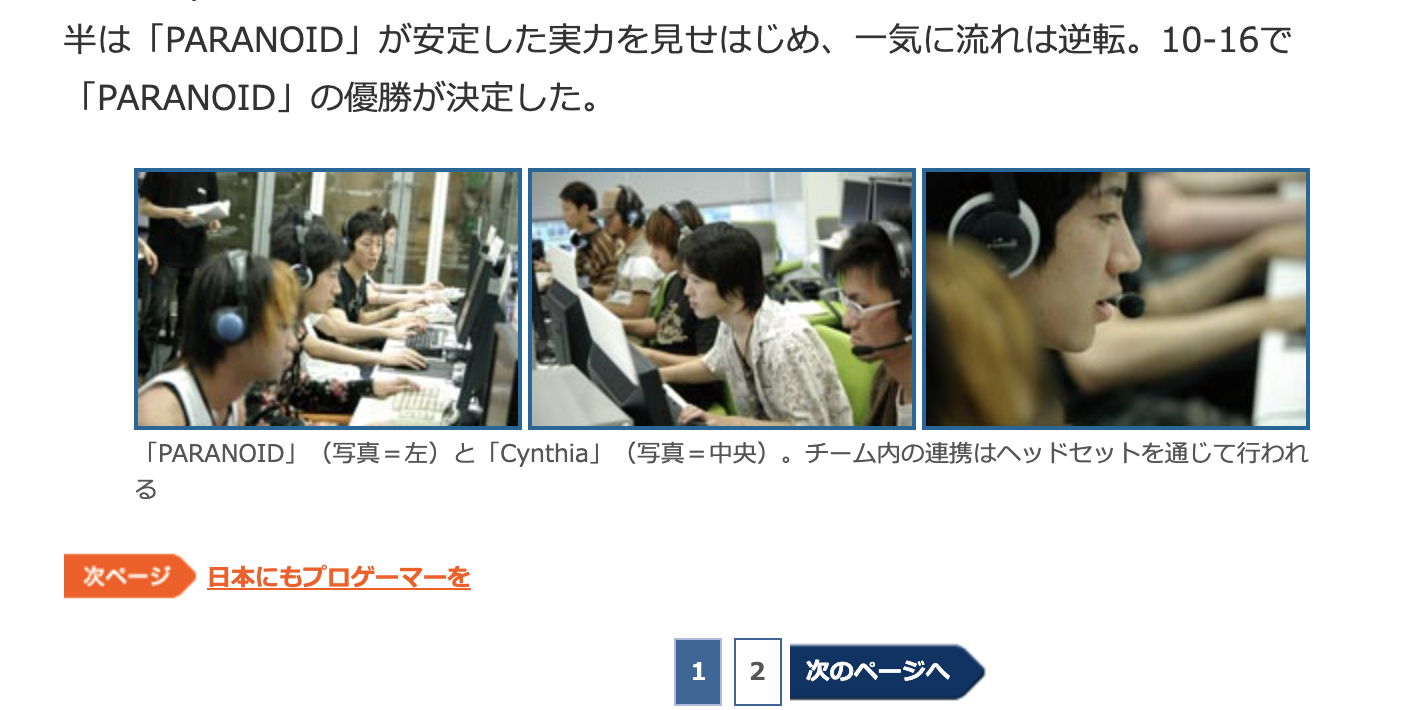 半は「PARANOID」が安定した実力を見せはじめ、一気に流れは逆転。10-16で
「PARANOID」の優勝が決定した。
「PARANOID」（写真＝左）と「Cynthia」（写真＝中央）。チーム内の連携はヘッドセットを通じて行われ
る
次ページ 日本にもプロゲーマーを
1 2 次のページへ